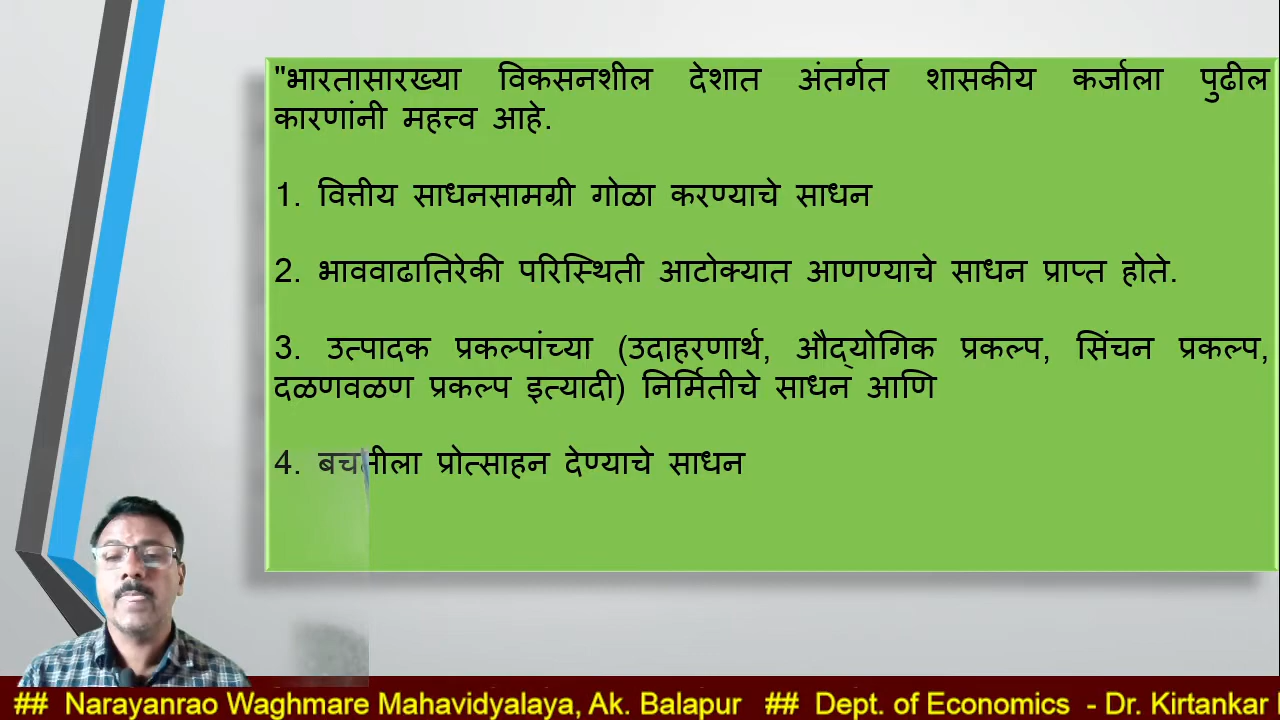 "भारतासारख्या विकसनशील देशात अंतर्गत शासकीय कर्जाला पुढील
कारणांनी महत्त्व आहे.
1. वित्तीय साधनसामग्री गोळा करण्याचे साधन
2. भाववाढातिरेकी परिस्थिती आटोक्यात आणण्याचे साधन प्राप्त होते.
3. उत्पादक प्रकल्पांच्या (उदाहरणार्थ, औद्योगिक प्रकल्प, सिंचन प्रकल्प,
दळणवळण प्रकल्प इत्यादी) निर्मितीचे साधन आणि
4. बचतीला प्रोत्साहन देण्याचे साधन
## Narayanrao Waghmare Mahavidyalaya, Ak. Balapur ## Dept. of Economics - Dr. Kirtankar